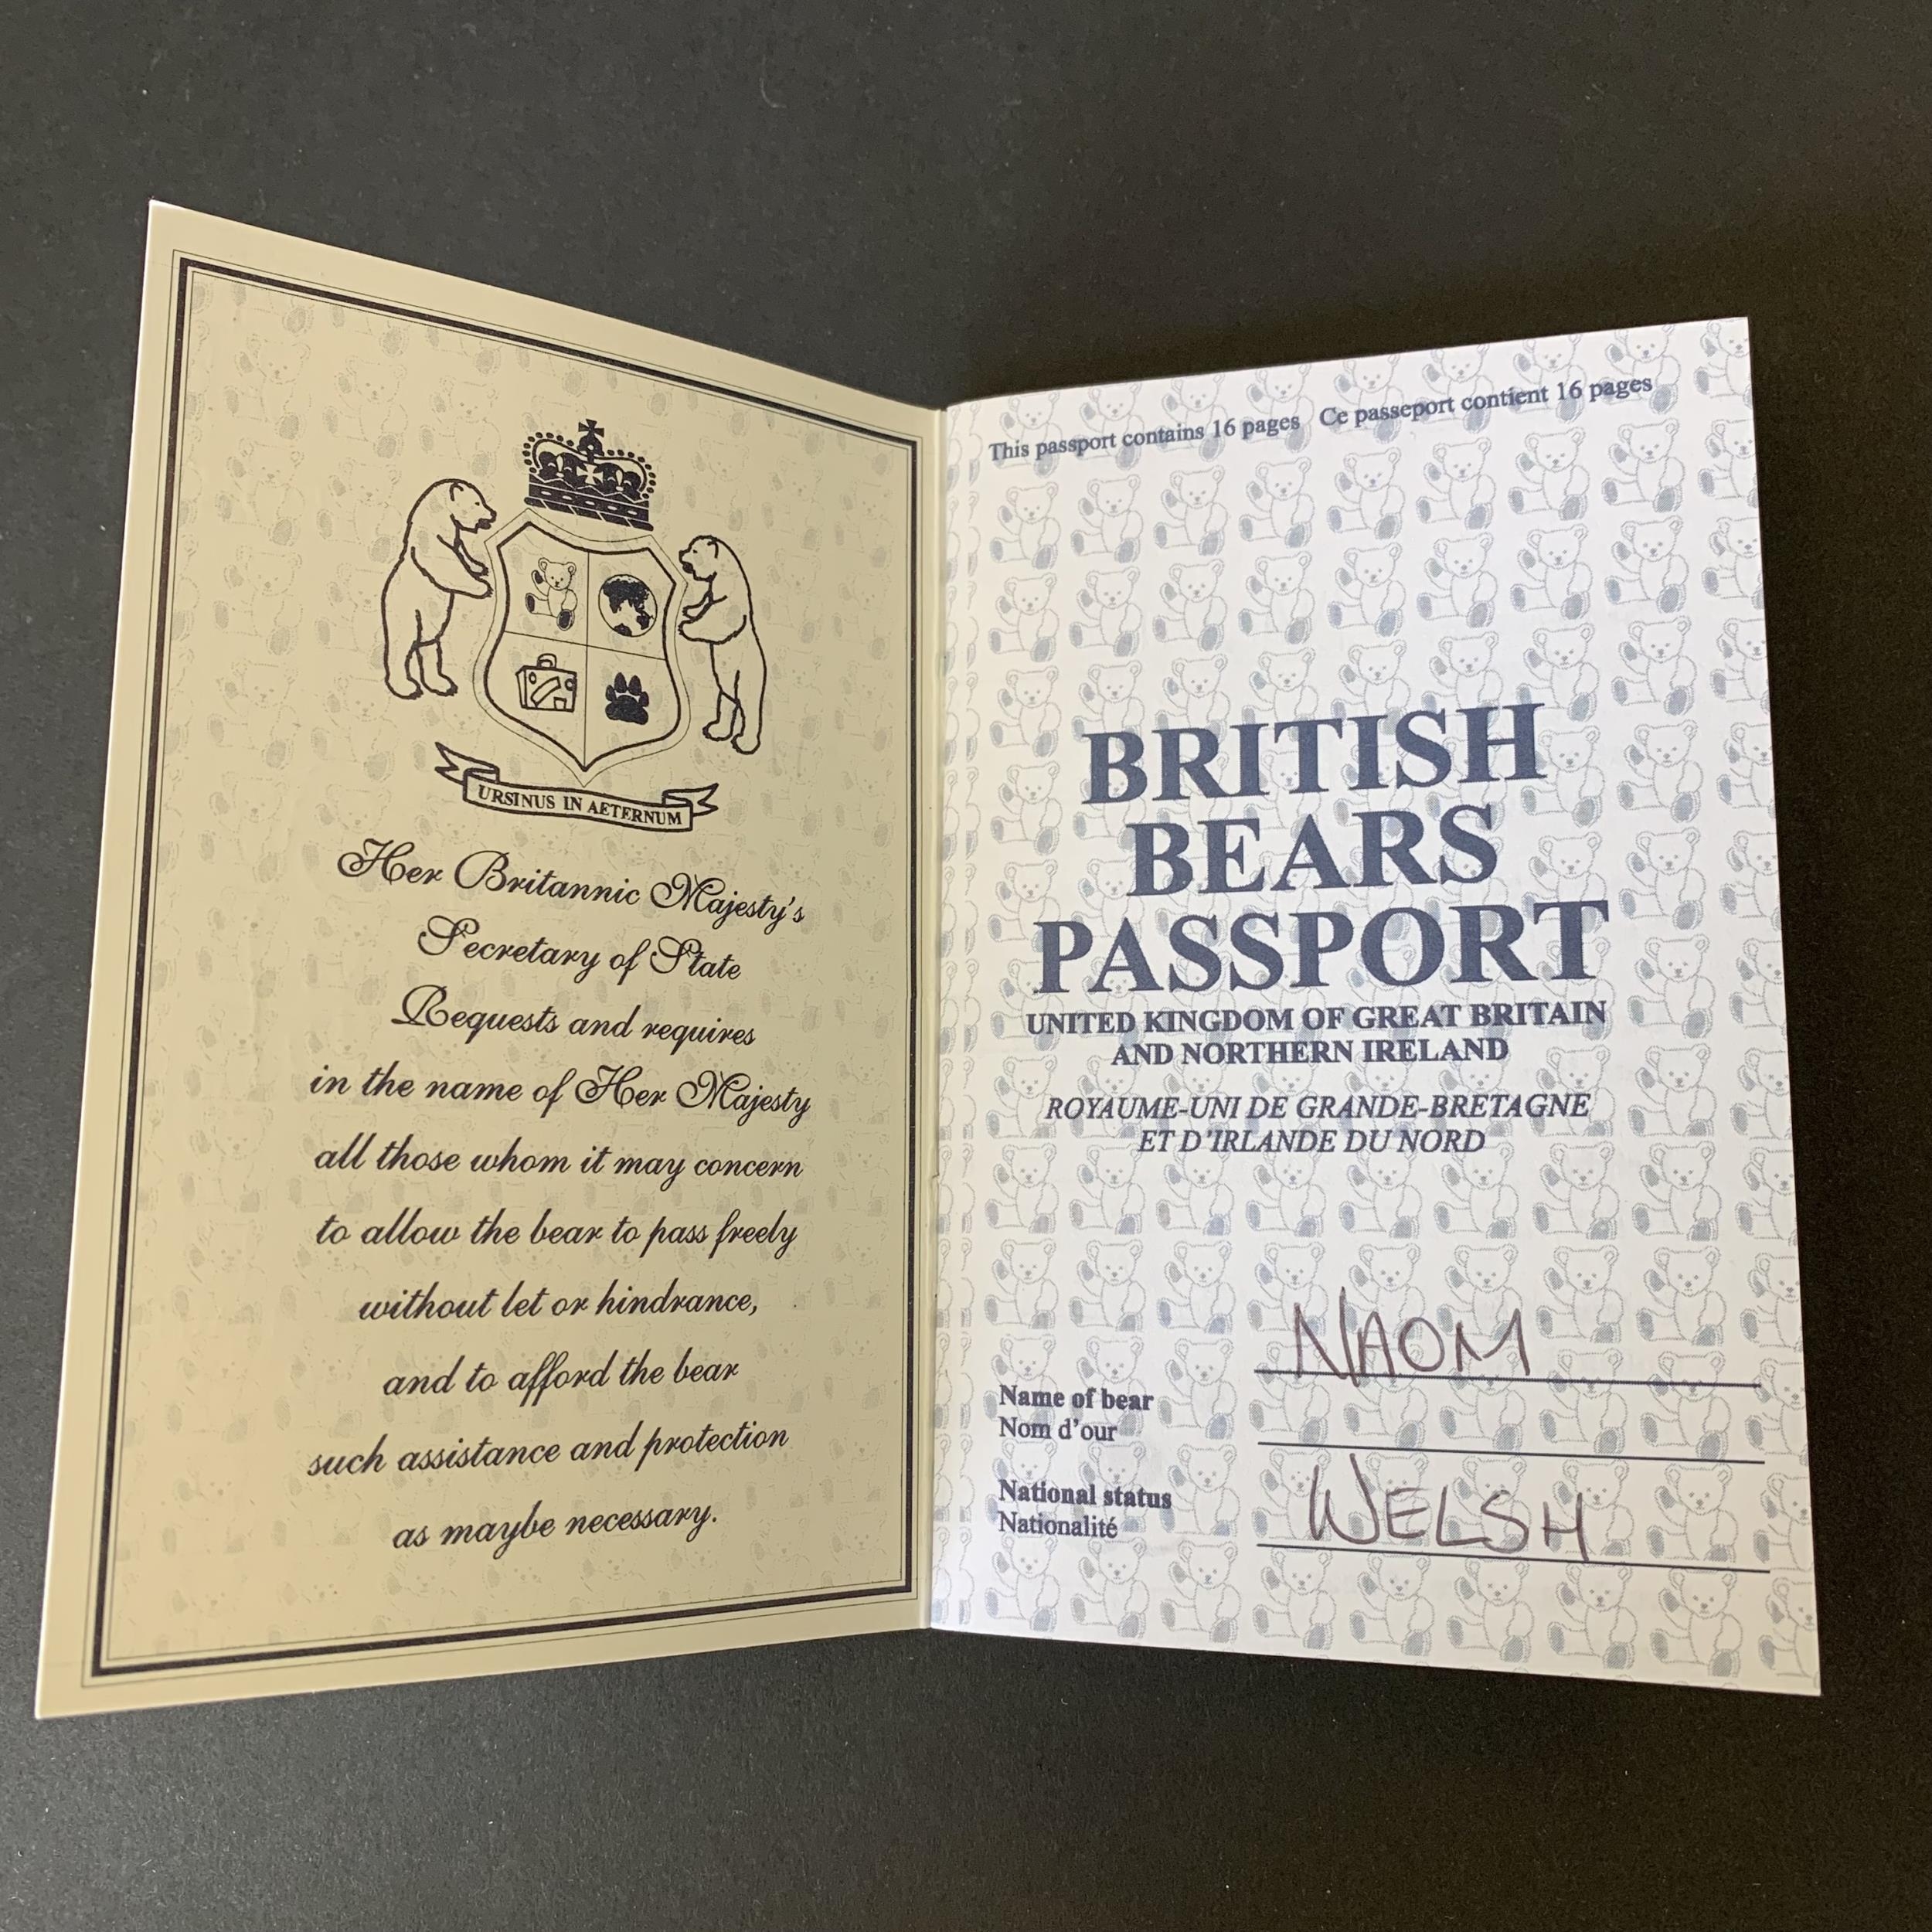 URSINUS IN AETERNUM
Her Britannic Majesty's
Secretary of State
Requests and requires
in the name of Her Majesty
all those whom it may concern
to allow the bear to pass freely
without let or hindrance,
and to afford the bear
such assistance and protection
as maybe necessary.
This passport contains 16 pages Ce passeport contient 16 pages
BRITISH
BEARS
PASSPORT
UNITED KINGDOM OF GREAT BRITAIN
AND NORTHERN IRELAND
ROYAUME-UNI DE GRANDE-BRETAGNE
ET D'IRLANDE DU NORD
NAOM
Name of bear
Nom d'our
National status
WELSH
Nationalité